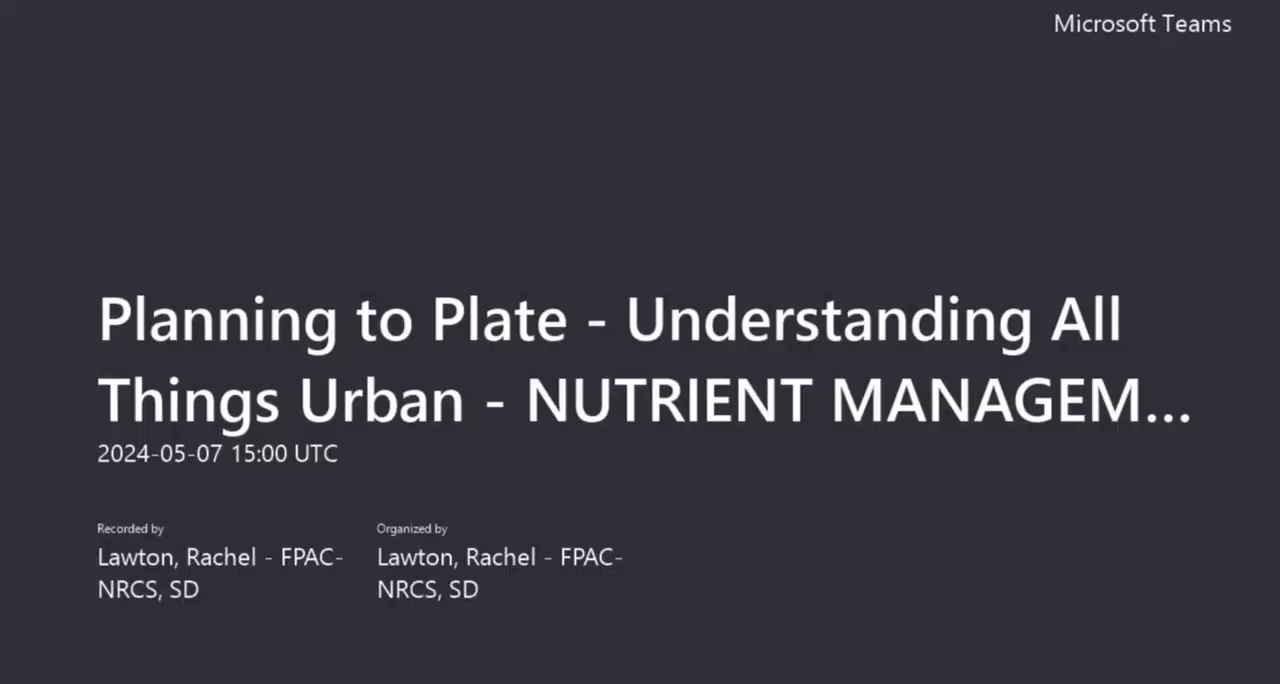 Microsoft Teams
Planning to Plate - Understanding All
Things Urban - NUTRIENT MANAGEM...
2024-05-07 15:00 UTC
Recorded by
Lawton, Rachel - FPAC-
NRCS, SD
Organized by
Lawton, Rachel - FPAC-
NRCS, SD